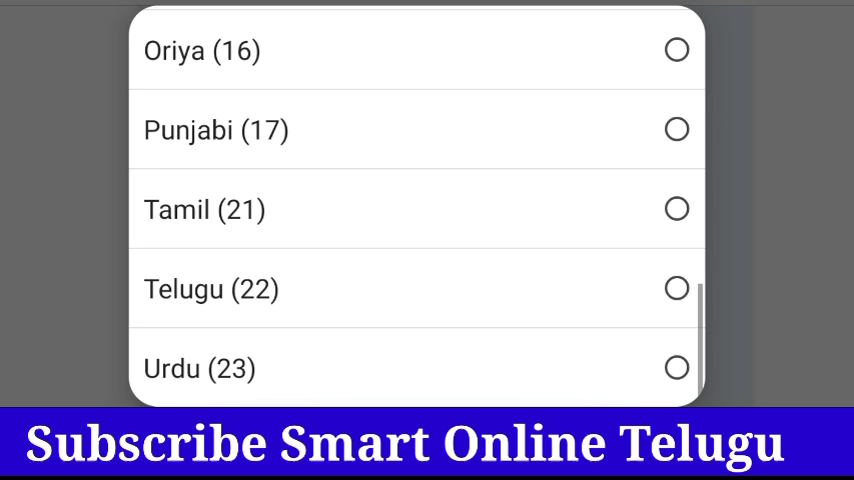 Oriya (16)
Punjabi (17)
Tamil (21)
Telugu (22)
Urdu (23)
Subscribe Smart Online Telugu